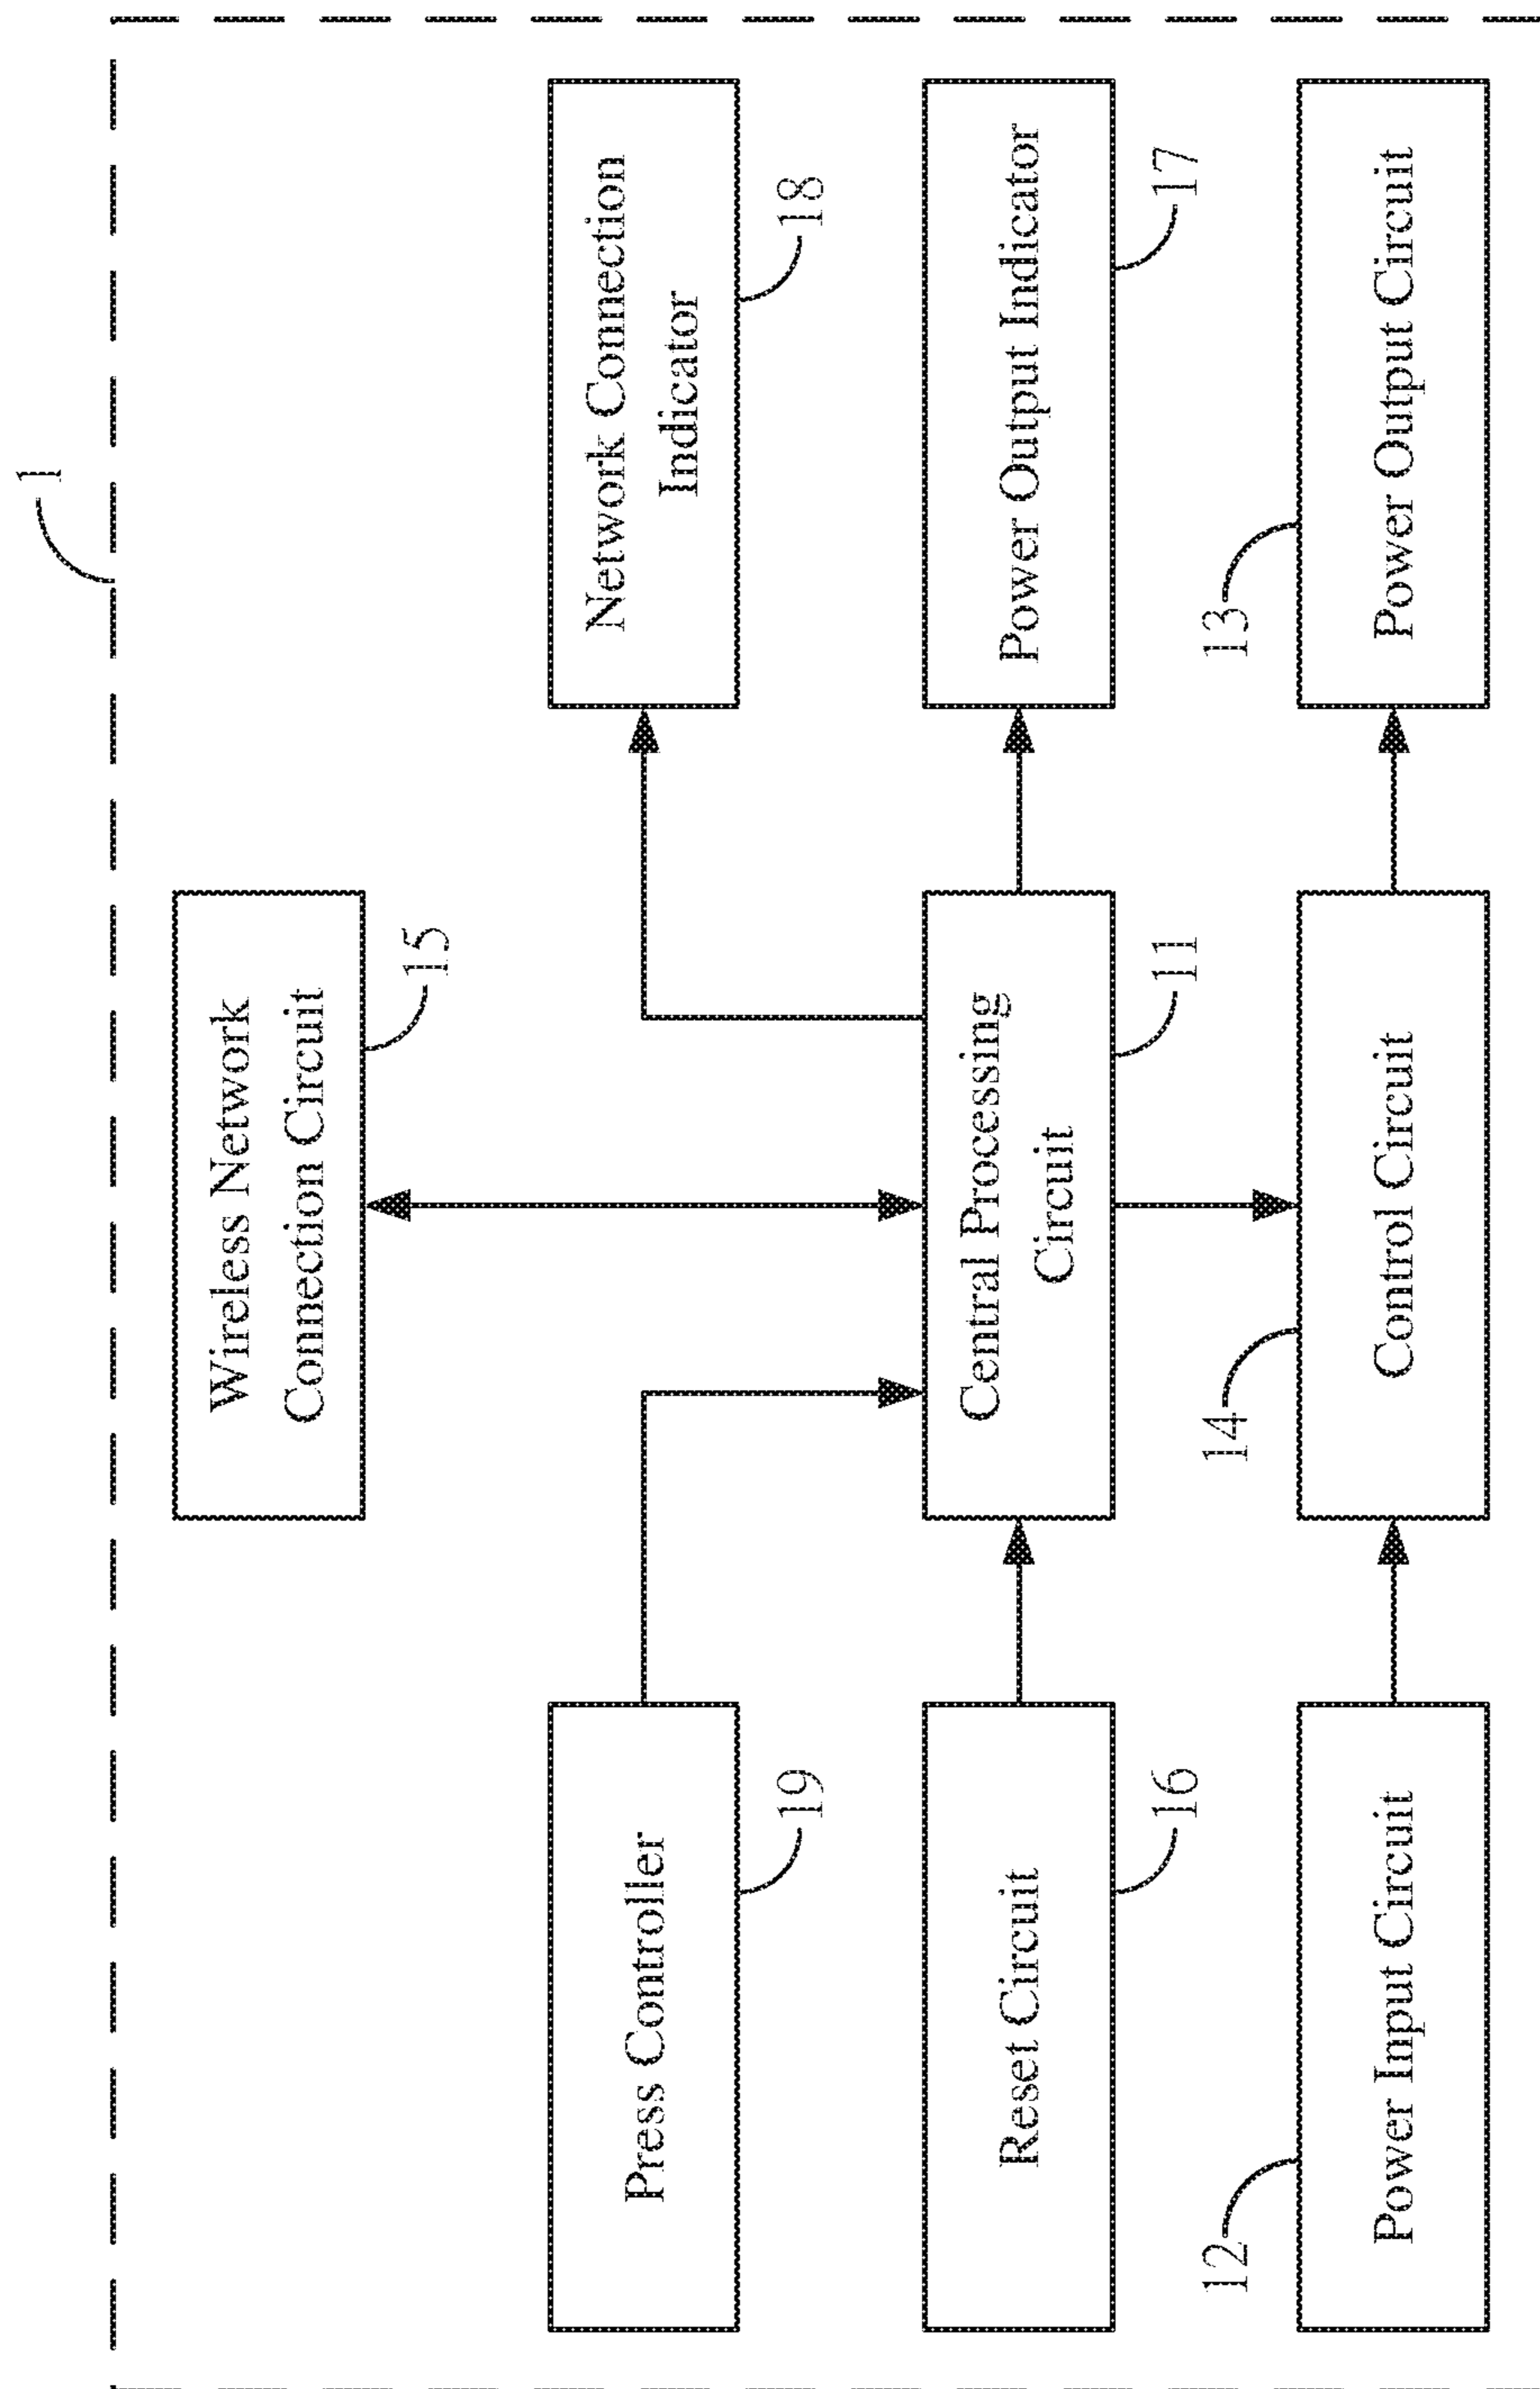 1
Wireless Network
Connection Circuit
15
Press Controller
19
Network Connection
Indicator
18
Reset Circuit
16
Central Processing
Circuit
11
Power Output Indicator
17
12
Power Input Circuit
14
Control Circuit
13
Power Output Circuit